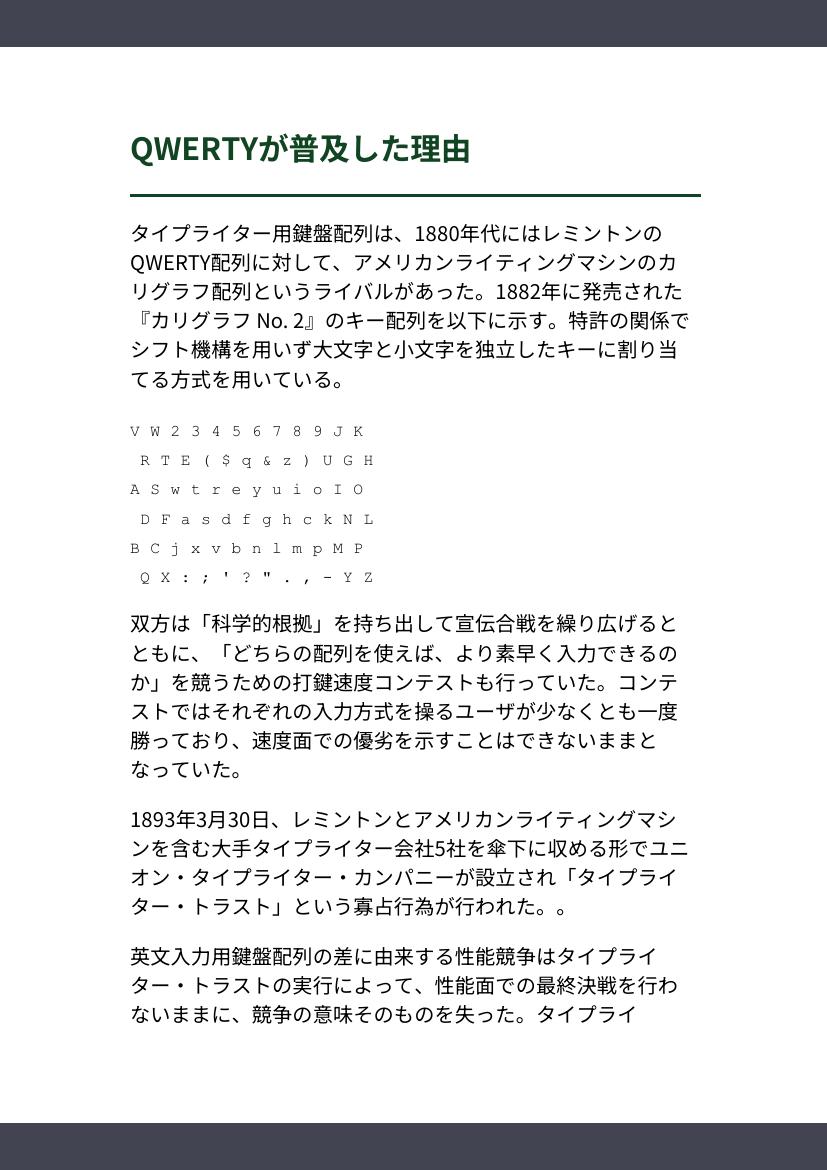 QWERTYが普及した理由
タイプライター用鍵盤配列は、1880年代にはレミントンの
QWERTY配列に対して、アメリカンライティングマシンのカ
リグラフ配列というライバルがあった。1882年に発売された
『カリグラフ No. 2』のキー配列を以下に示す。特許の関係で
シフト機構を用いず大文字と小文字を独立したキーに割り当
てる方式を用いている。
V W 2 3 4 5 6 7 8 9 J K
R T E ( $ q & z ) U G H
A S w t r e y u i o I O
D F a s d f g h c k N L
B C j x v b n l m p M P
Q X : ; ' ? " . , - Y Z
双方は「科学的根拠」を持ち出して宣伝合戦を繰り広げると
ともに、「どちらの配列を使えば、より素早く入力できるの
か」を競うための打鍵速度コンテストも行っていた。コンテ
ストではそれぞれの入力方式を操るユーザが少なくとも一度
勝っており、速度面での優劣を示すことはできないままと
なっていた。
1893年3月30日、レミントンとアメリカンライティングマシ
ンを含む大手タイプライター会社5社を傘下に収める形でユニ
オン・タイプライター・カンパニーが設立され「タイプライ
ター・トラスト」という寡占行為が行われた。。
英文入力用鍵盤配列の差に由来する性能競争はタイプライ
ター・トラストの実行によって、性能面での最終決戦を行わ
ないままに、競争の意味そのものを失った。タイプライ